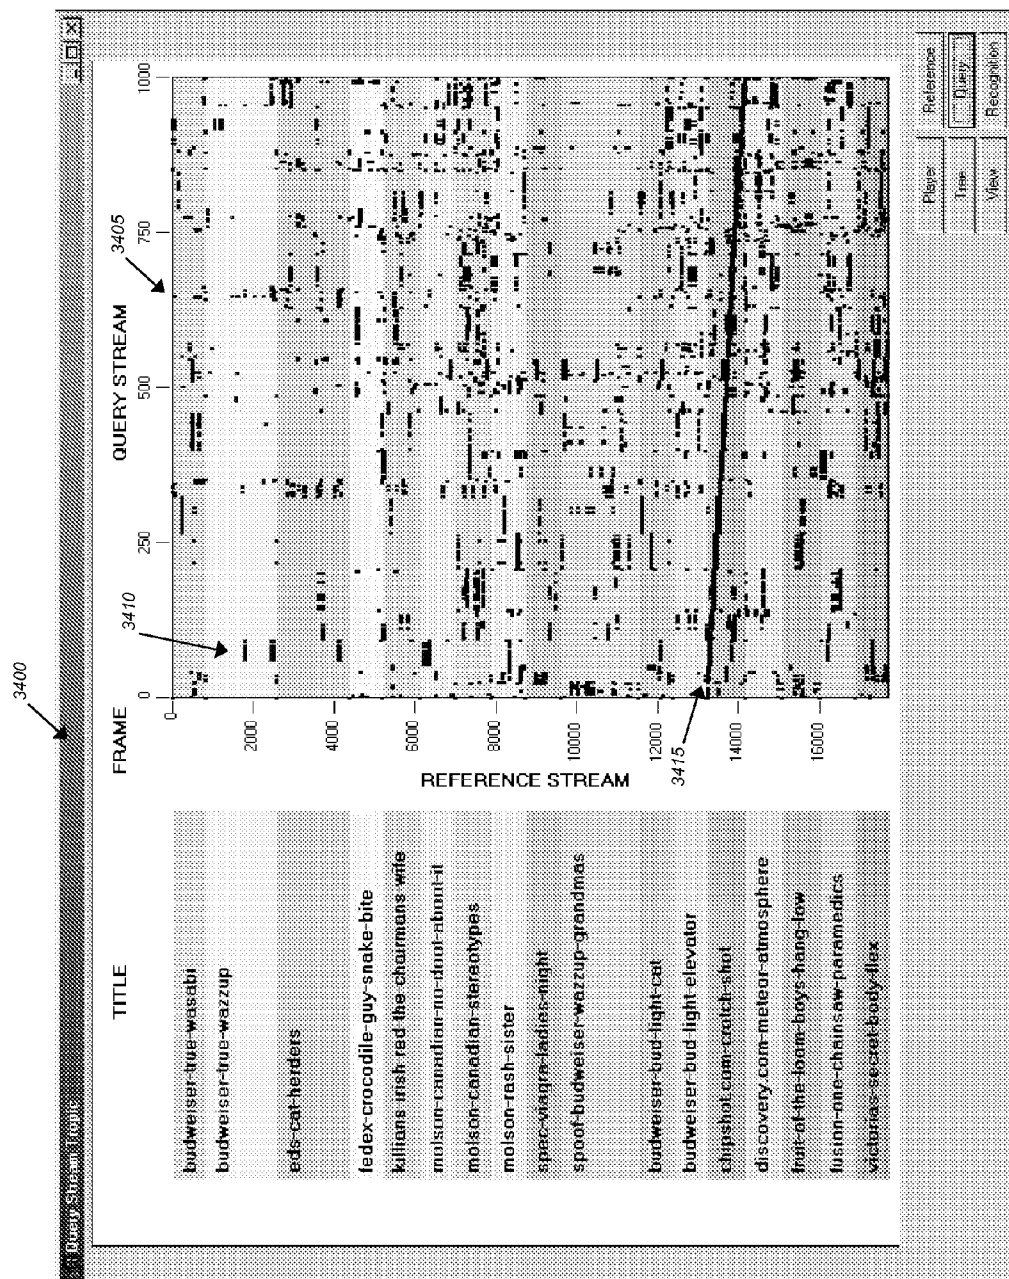 3400
Query Stream
3410
3405
TITLE
FRAME
QUERY STREAM
0
250
500
750
1000
0
2000
4000
6000
8000
10000
12000
14000
16000
REFERENCE STREAM
3415
budweiser-true-wasabi
budweiser-true-wazzup
eds-cat-herders
fedex-crocodile-guy-snake-bite
killians irish red the chairmans wife
molson-canadian-no-doot-aboot-it
molson-canadian-stereotypes
molson-rash-sister
spec-viagra-ladies-night
spoof-budweiser-wazzup-grandmas
budweiser-bud-light-cat
budweiser bud light elevator
chipshot.com-crotch-shot
discovery.com-meteor-atmosphere
fruit-of-the-loom-boys-hang-low
fusion-one-chainsaw-paramedics
victorias-secret-body-flex
Player
Reference
Tree
Query
View
Recognition